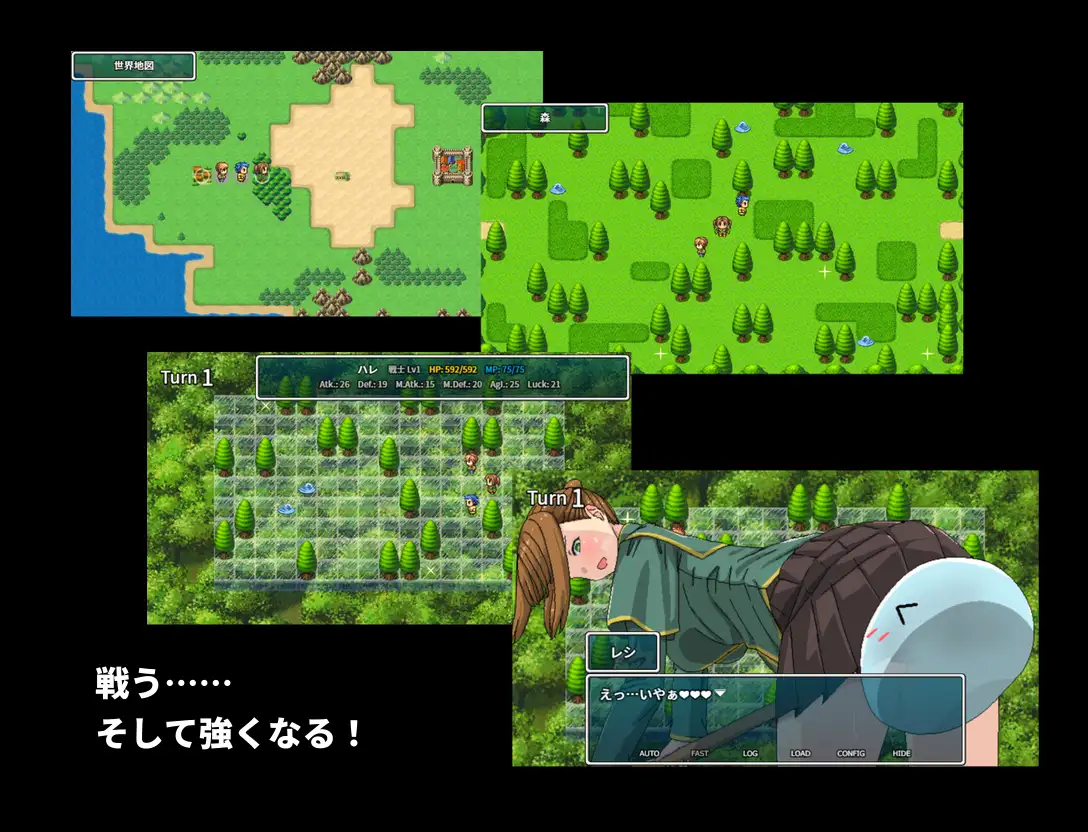 世界地図
森
Turn 1
ハレ 戦士 Lv1 HP: 592/592 MP: 75/75
Atk.: 26 Def.: 19 M.Atk.: 15 M.Def.: 20 Agi.: 25 Luck: 21
Turn 1
レシ
えっ…いやぁ♥♥♥
AUTO FAST LOG LOAD CONFIG HIDE
戦う……
そして強くなる！